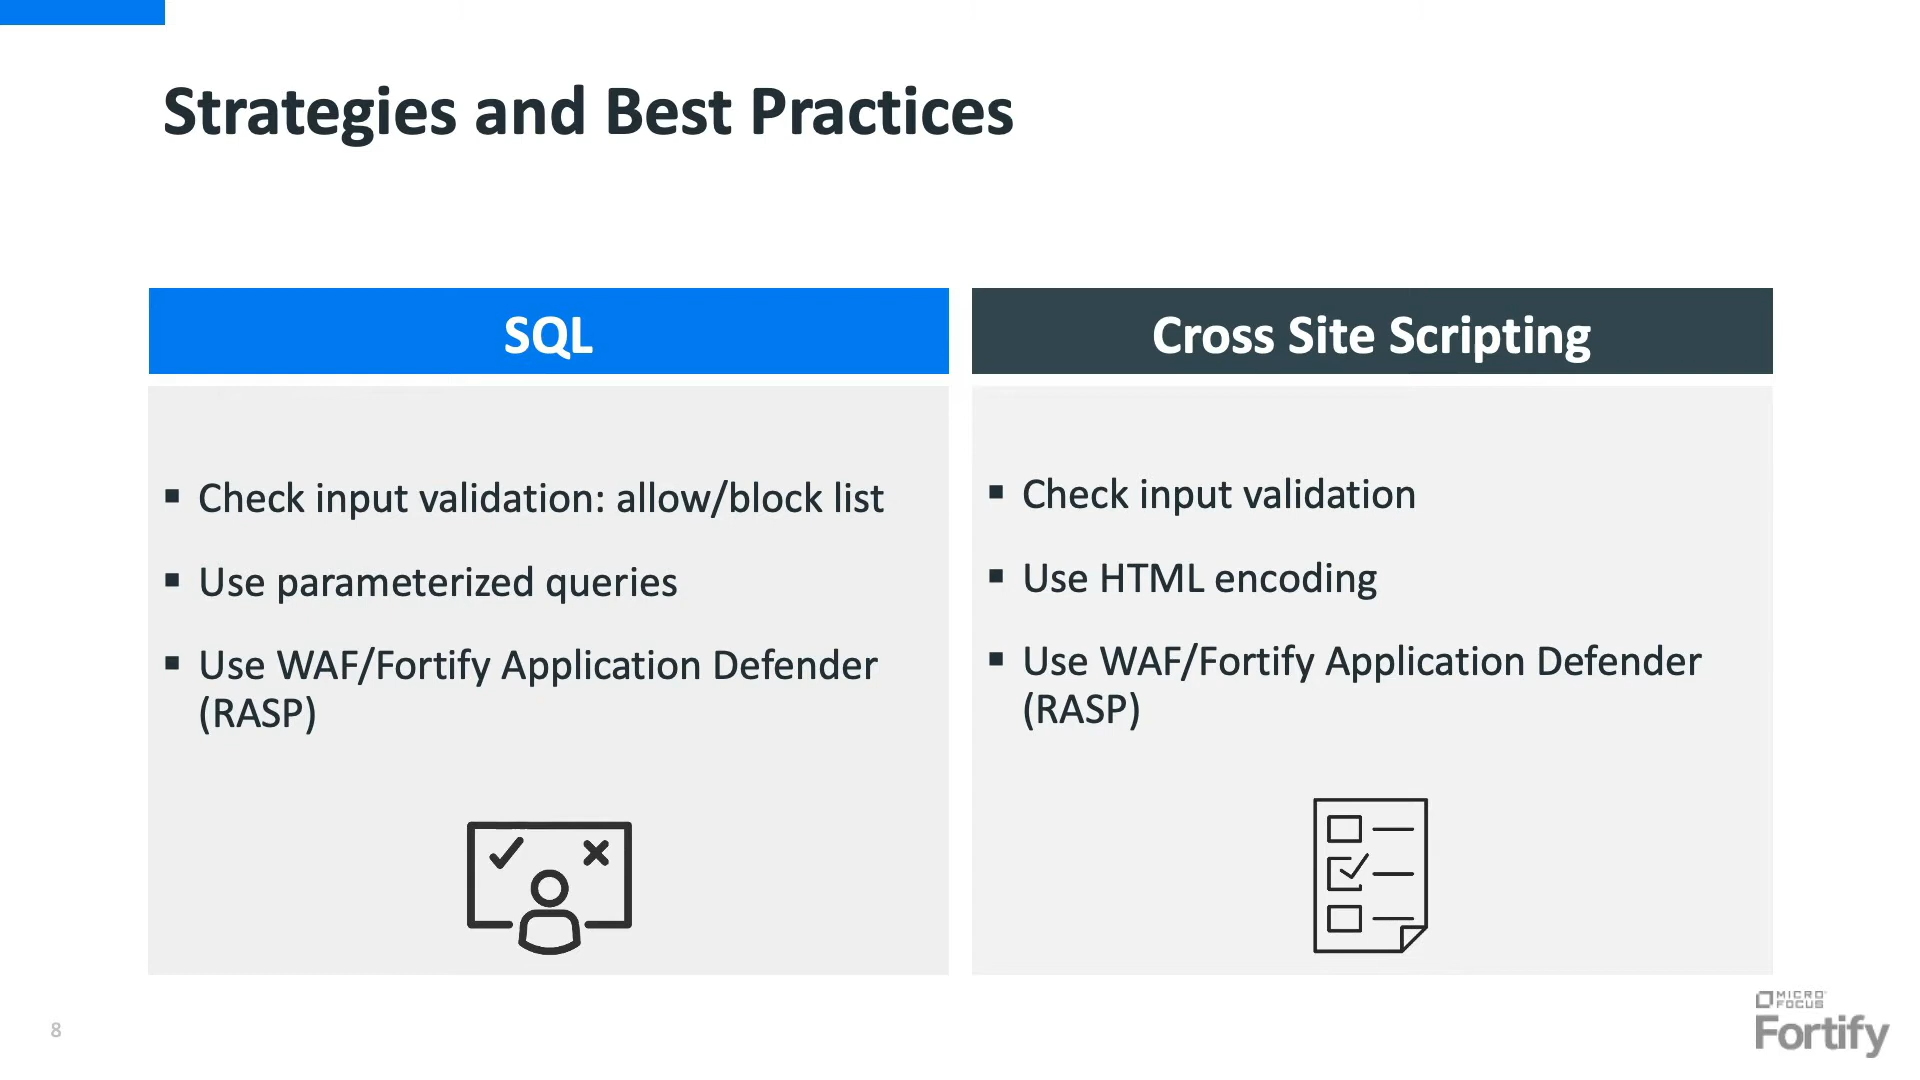 Strategies and Best Practices
SQL
▪ Check input validation: allow/block list
▪ Use parameterized queries
▪ Use WAF/Fortify Application Defender
(RASP)
Cross Site Scripting
▪ Check input validation
▪ Use HTML encoding
▪ Use WAF/Fortify Application Defender
(RASP)
8
MICRO
FOCUS
Fortify